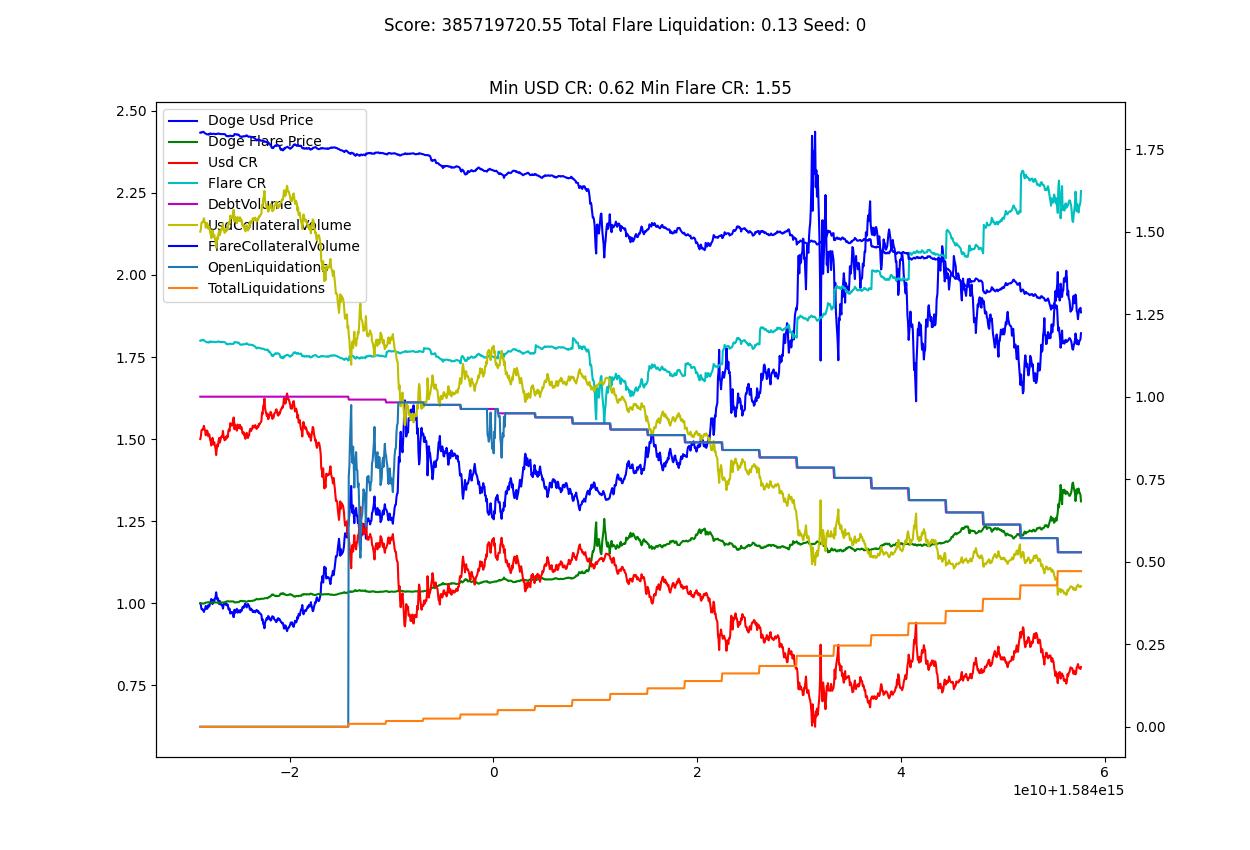 Score: 385719720.55 Total Flare Liquidation: 0.13 Seed: 0
Min USD CR: 0.62 Min Flare CR: 1.55
Doge Usd Price
Doge Flare Price
Usd CR
Flare CR
DebtVolume
UsdCollateralVolume
FlareCollateralVolume
OpenLiquidations
TotalLiquidations
2.50
2.25
2.00
1.75
1.50
1.25
1.00
0.75
1.75
1.50
1.25
1.00
0.75
0.50
0.25
0.00
−2 0 2 4 6
1e10+1.584e15